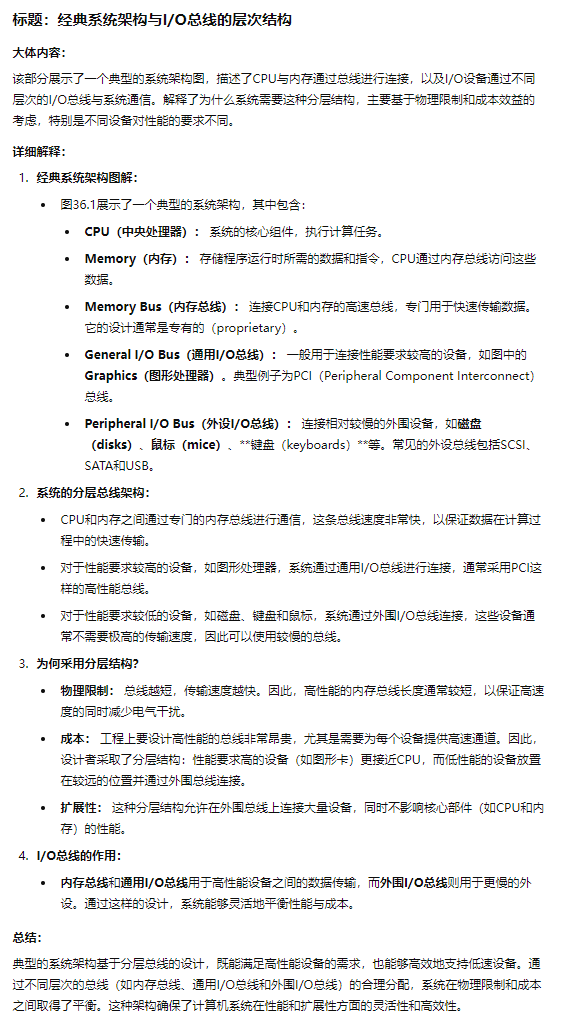 标题：经典系统架构与I/O总线的层次结构
大体内容：
该部分展示了一个典型的系统架构图，描述了CPU与内存通过总线进行连接，以及I/O设备通过不同
层次的I/O总线与系统通信。解释了为什么系统需要这种分层结构，主要基于物理限制和成本效益的
考虑，特别是不同设备对性能的要求不同。
详细解释：
1. 经典系统架构图解：
• 图36.1展示了一个典型的系统架构，其中包含：
• CPU（中央处理器）： 系统的核心组件，执行计算任务。
• Memory（内存）： 存储程序运行时所需的数据和指令，CPU通过内存总线访问这些
数据。
• Memory Bus（内存总线）： 连接CPU和内存的高速总线，专门用于快速传输数据。
它的设计通常是专有的（proprietary）。
• General I/O Bus（通用I/O总线）： 一般用于连接性能要求较高的设备，如图中的
Graphics（图形处理器）。典型例子为PCI（Peripheral Component Interconnect）
总线。
• Peripheral I/O Bus（外设I/O总线）： 连接相对较慢的外围设备，如磁盘
（disks）、鼠标（mice）、**键盘（keyboards）**等。常见的外设总线包括SCSI、
SATA和USB。
2. 系统的分层总线架构：
• CPU和内存之间通过专门的内存总线进行通信，这条总线速度非常快，以保证数据在计算过
程中的快速传输。
• 对于性能要求较高的设备，如图形处理器，系统通过通用I/O总线进行连接，通常采用PCI这
样的高性能总线。
• 对于性能要求较低的设备，如磁盘、键盘和鼠标，系统通过外围I/O总线连接，这些设备通
常不需要极高的传输速度，因此可以使用较慢的总线。
3. 为何采用分层结构?
• 物理限制： 总线越短，传输速度越快。因此，高性能的内存总线长度通常较短，以保证高速
度的同时减少电气干扰。
• 成本： 工程上要设计高性能的总线非常昂贵，尤其是需要为每个设备提供高速通道。因此，
设计者采取了分层结构：性能要求高的设备（如图形卡）更接近CPU，而低性能的设备放置
在较远的位置并通过外围总线连接。
• 扩展性： 这种分层结构允许在外围总线上连接大量设备，同时不影响核心部件（如CPU和内
存）的性能。
4. I/O总线的作用：
• 内存总线和通用I/O总线用于高性能设备之间的数据传输，而外围I/O总线则用于更慢的外
设。通过这样的设计，系统能够灵活地平衡性能与成本。
总结：
典型的系统架构基于分层总线的设计，既能满足高性能设备的需求，也能够高效地支持低速设备。通
过不同层次的总线（如内存总线、通用I/O总线和外围I/O总线）的合理分配，系统在物理限制和成本
之间取得了平衡。这种架构确保了计算机系统在性能和扩展性方面的灵活性和高效性。